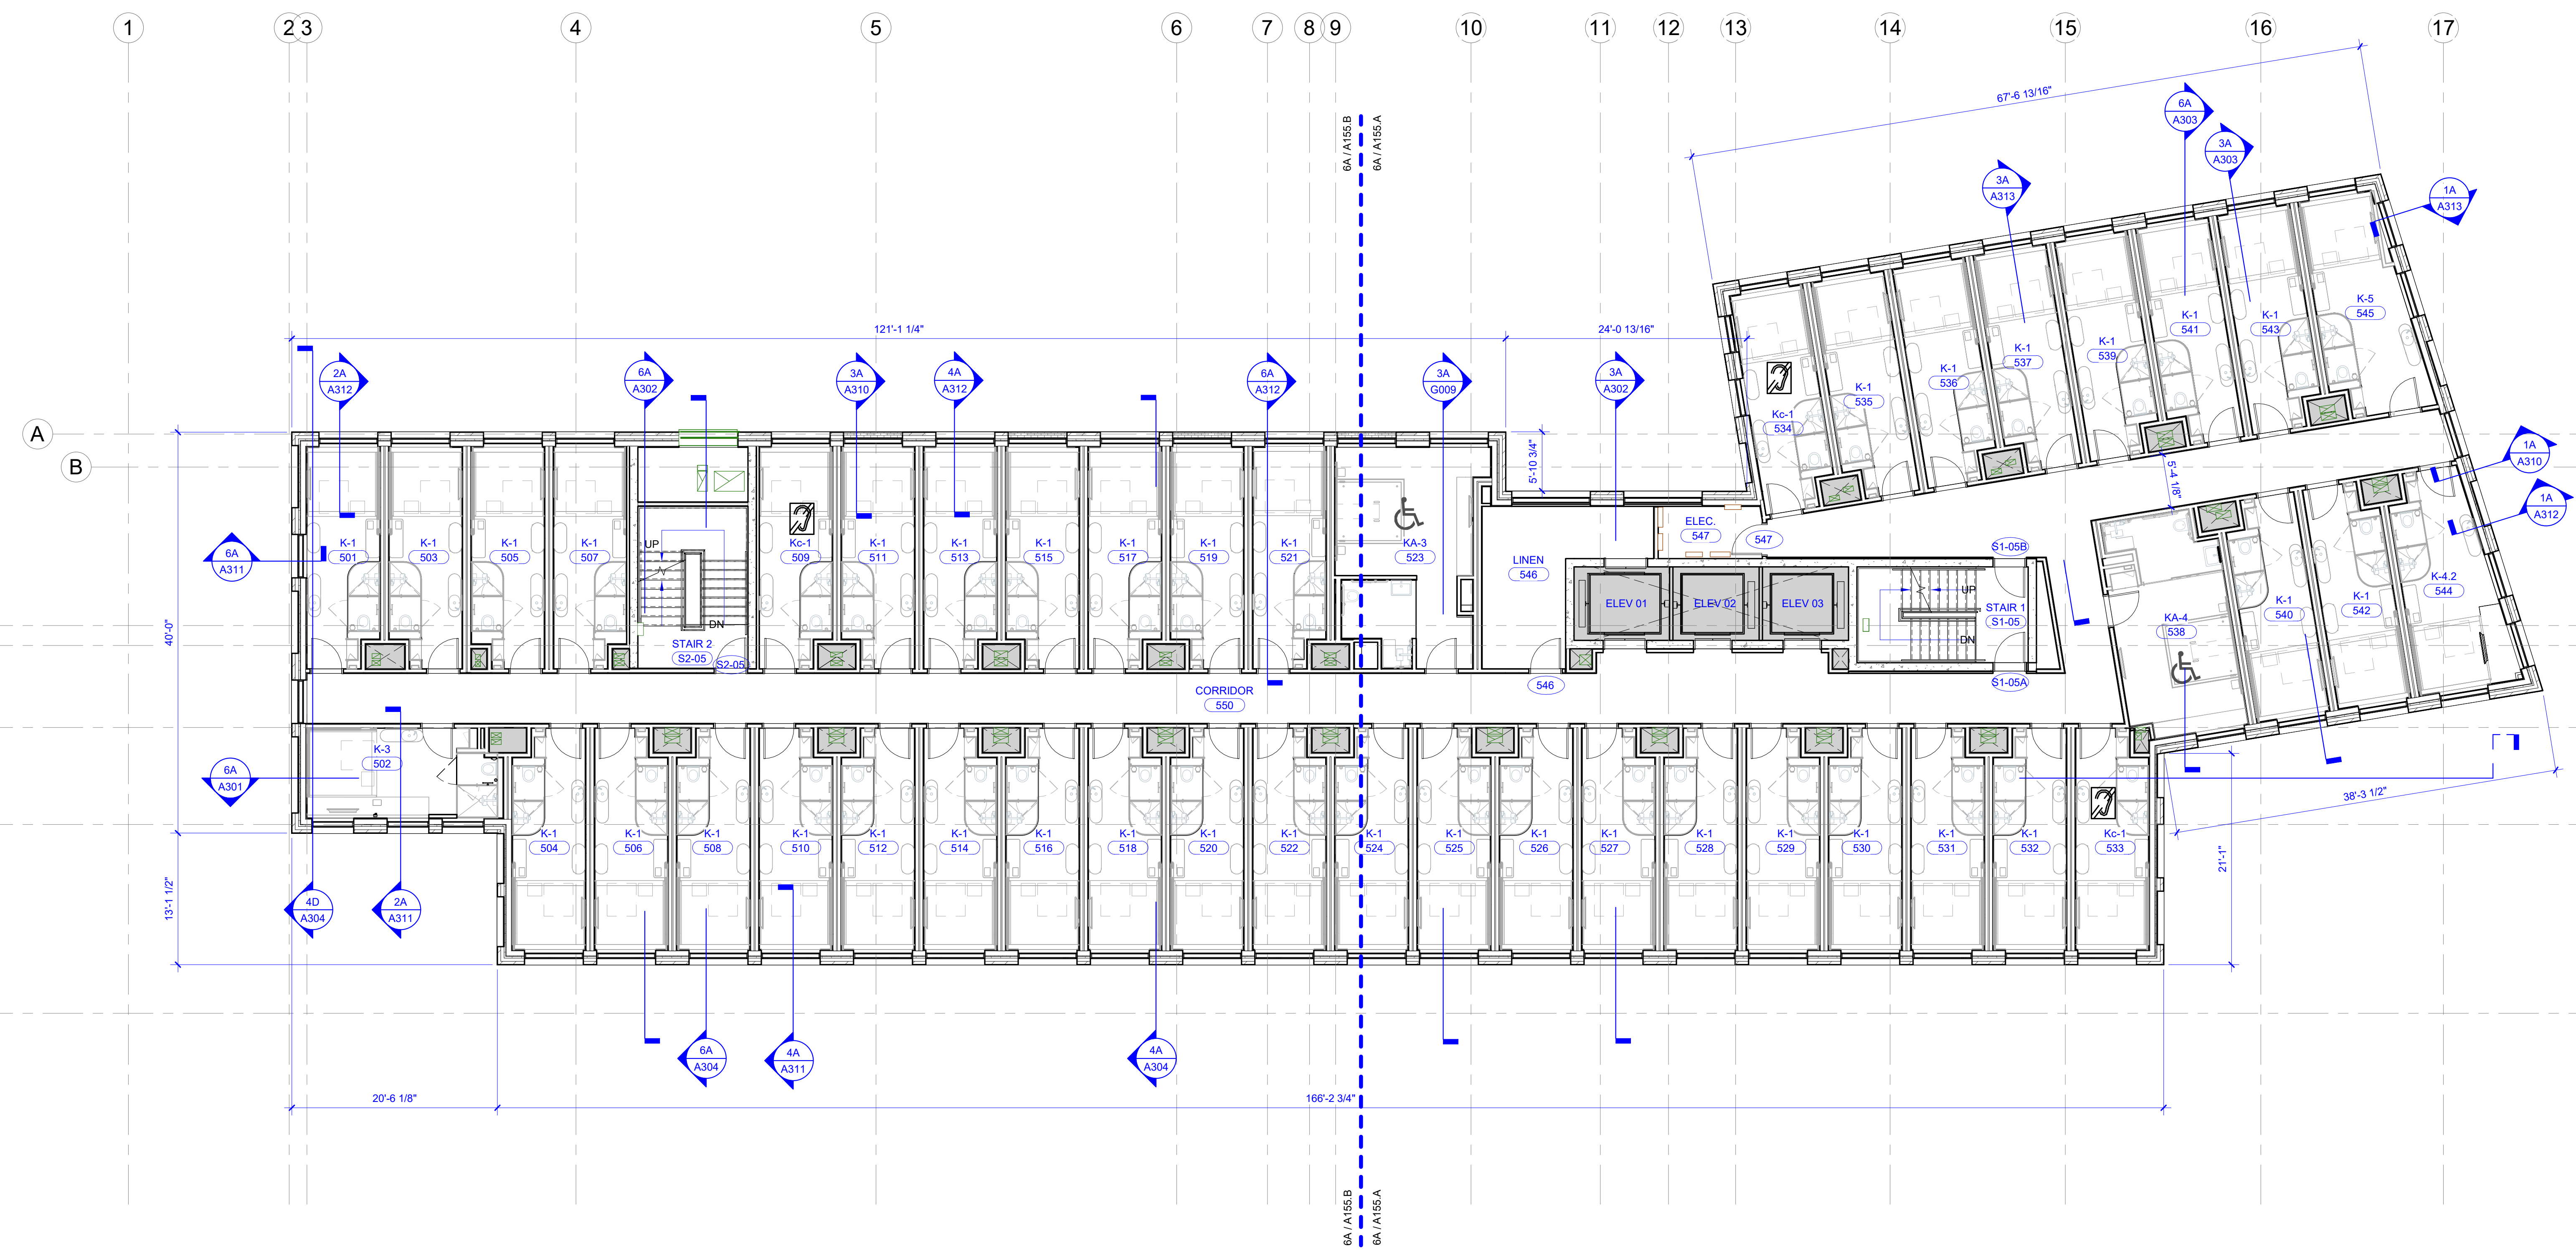 1 2 3 4 5 6 7 8 9 10 11 12 13 14 15 16 17
67'-6 13/16"
6A / A155.B
6A / A155.A
6A
A303
3A
A303
3A
A313
1A
A313
121'-1 1/4"
24'-0 13/16"
2A
A312
6A
A302
3A
A310
4A
A312
6A
A312
3A
G009
3A
A302
A
B
5'-10 3/4"
K-5
545
K-1
543
K-1
541
K-1
539
K-1
537
K-1
536
K-1
535
Kc-1
534
1A
A310
1A
A312
5'-4 1/8"
6A
A311
40'-0"
K-1
501
K-1
503
K-1
505
K-1
507
UP
DN
STAIR 2
S2-05
S2-05
Kc-1
509
K-1
511
K-1
513
K-1
515
K-1
517
K-1
519
K-1
521
KA-3
523
LINEN
546
ELEC.
547
547
ELEV 01
ELEV 02
ELEV 03
S1-05B
UP
STAIR 1
S1-05
DN
S1-05A
546
KA-4
538
K-1
540
K-1
542
K-4.2
544
CORRIDOR
550
6A
A301
K-3
502
K-1
504
K-1
506
K-1
508
K-1
510
K-1
512
K-1
514
K-1
516
K-1
518
K-1
520
K-1
522
K-1
524
K-1
525
K-1
526
K-1
527
K-1
528
K-1
529
K-1
530
K-1
531
K-1
532
Kc-1
533
38'-3 1/2"
21'-1"
13'-1 1/2"
4D
A304
2A
A311
6A
A304
4A
A311
4A
A304
20'-6 1/8"
166'-2 3/4"
6A / A155.B
6A / A155.A